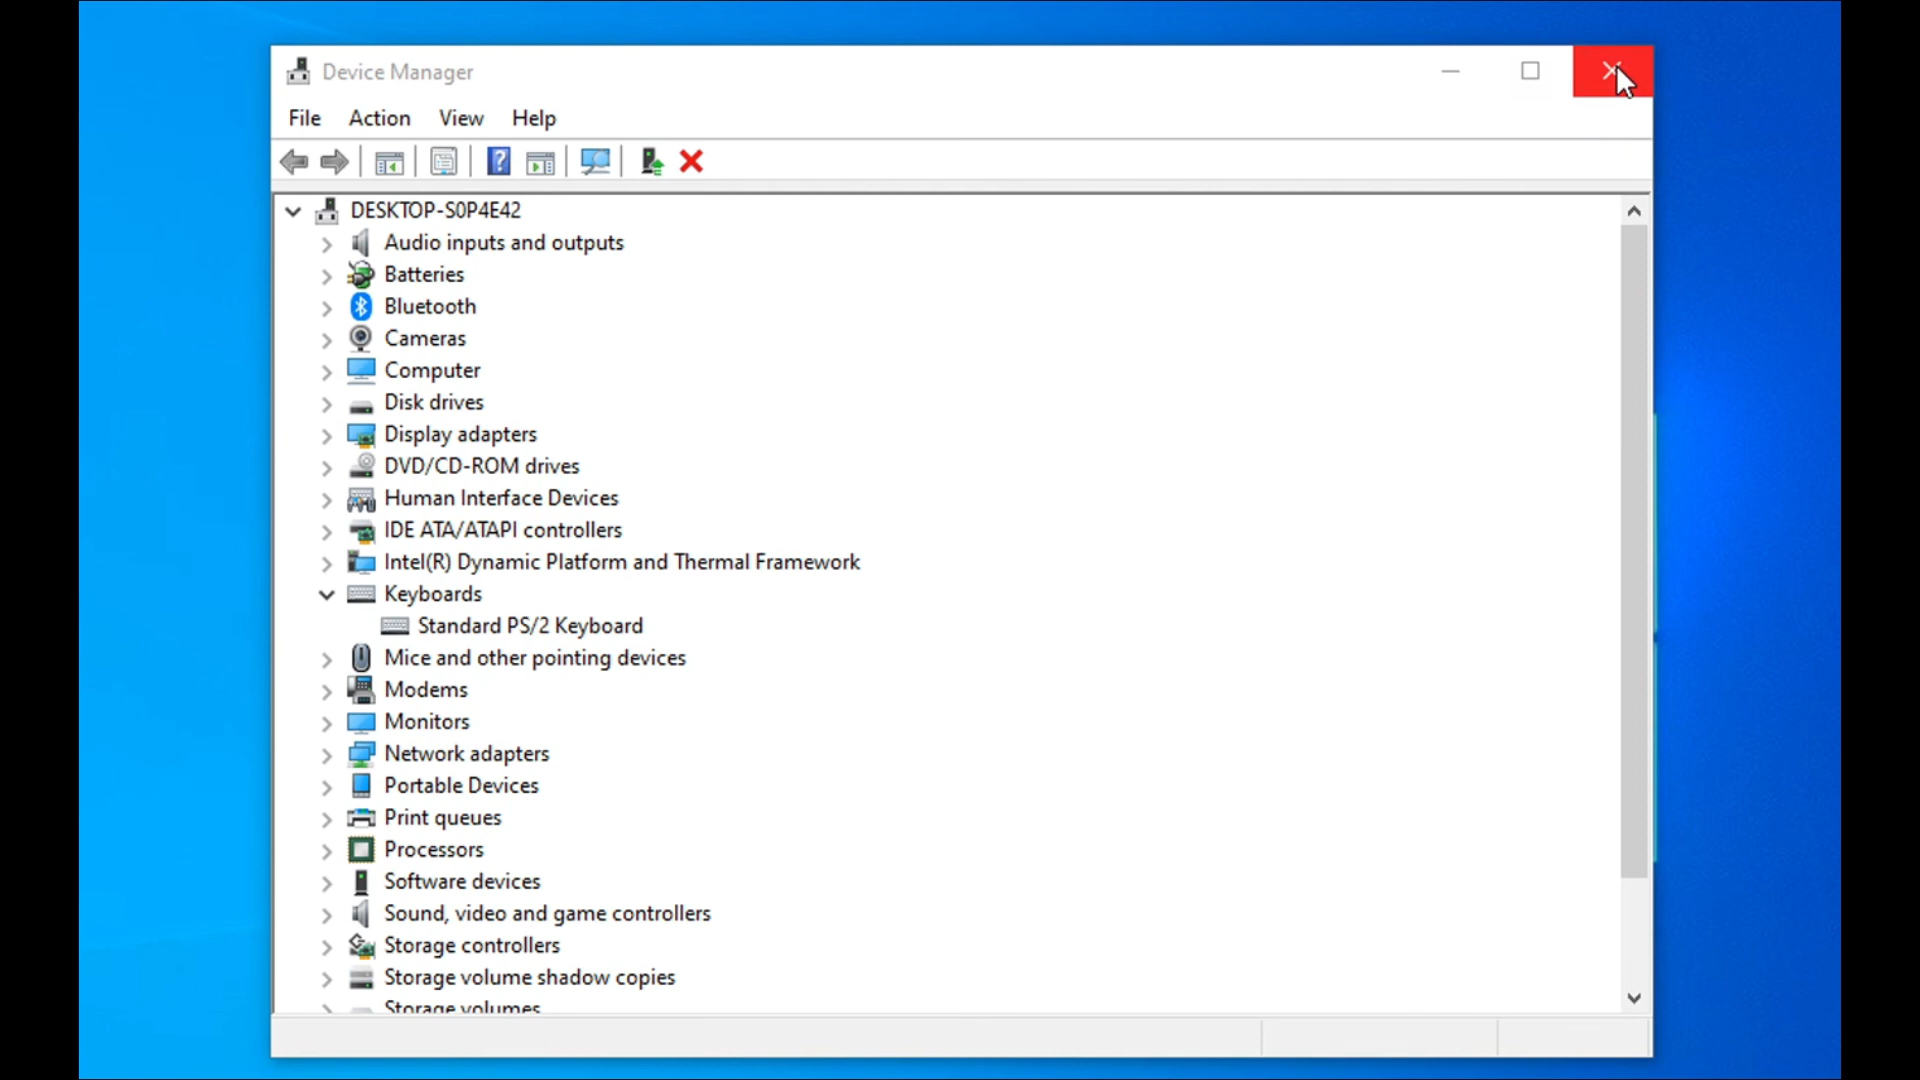 Device Manager
File Action View Help
DESKTOP-S0P4E42
Audio inputs and outputs
Batteries
Bluetooth
Cameras
Computer
Disk drives
Display adapters
DVD/CD-ROM drives
Human Interface Devices
IDE ATA/ATAPI controllers
Intel(R) Dynamic Platform and Thermal Framework
Keyboards
Standard PS/2 Keyboard
Mice and other pointing devices
Modems
Monitors
Network adapters
Portable Devices
Print queues
Processors
Software devices
Sound, video and game controllers
Storage controllers
Storage volume shadow copies
Storage volumes